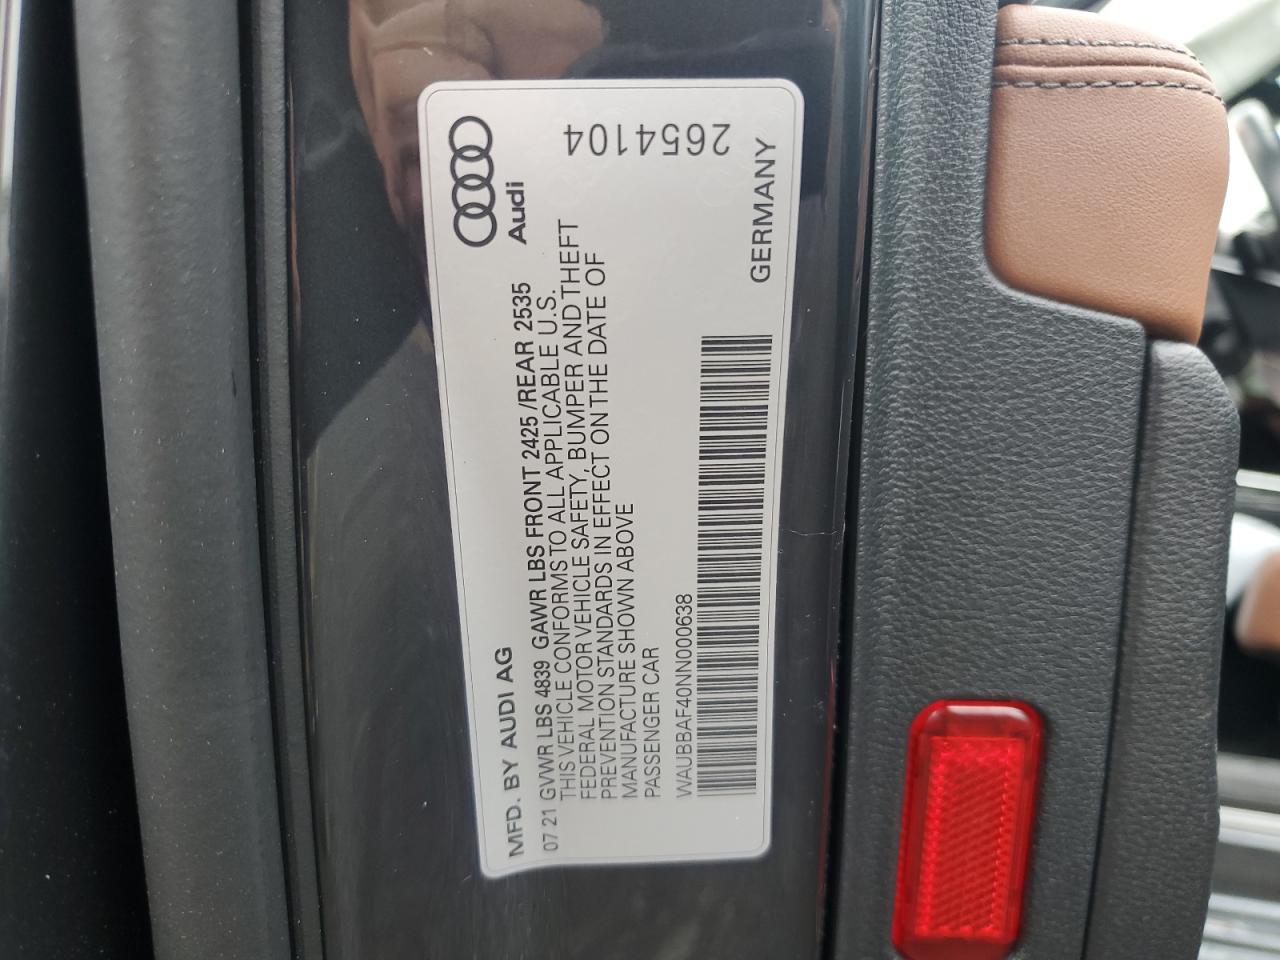 MFD. BY AUDI AG
Audi
07 21 GVWR LBS 4839 GAWR LBS FRONT 2425 /REAR 2535
THIS VEHICLE CONFORMS TO ALL APPLICABLE U.S.
FEDERAL MOTOR VEHICLE SAFETY, BUMPER AND THEFT
PREVENTION STANDARDS IN EFFECT ON THE DATE OF
MANUFACTURE SHOWN ABOVE
PASSENGER CAR
2654104
WAUBBAF40NN000638
GERMANY